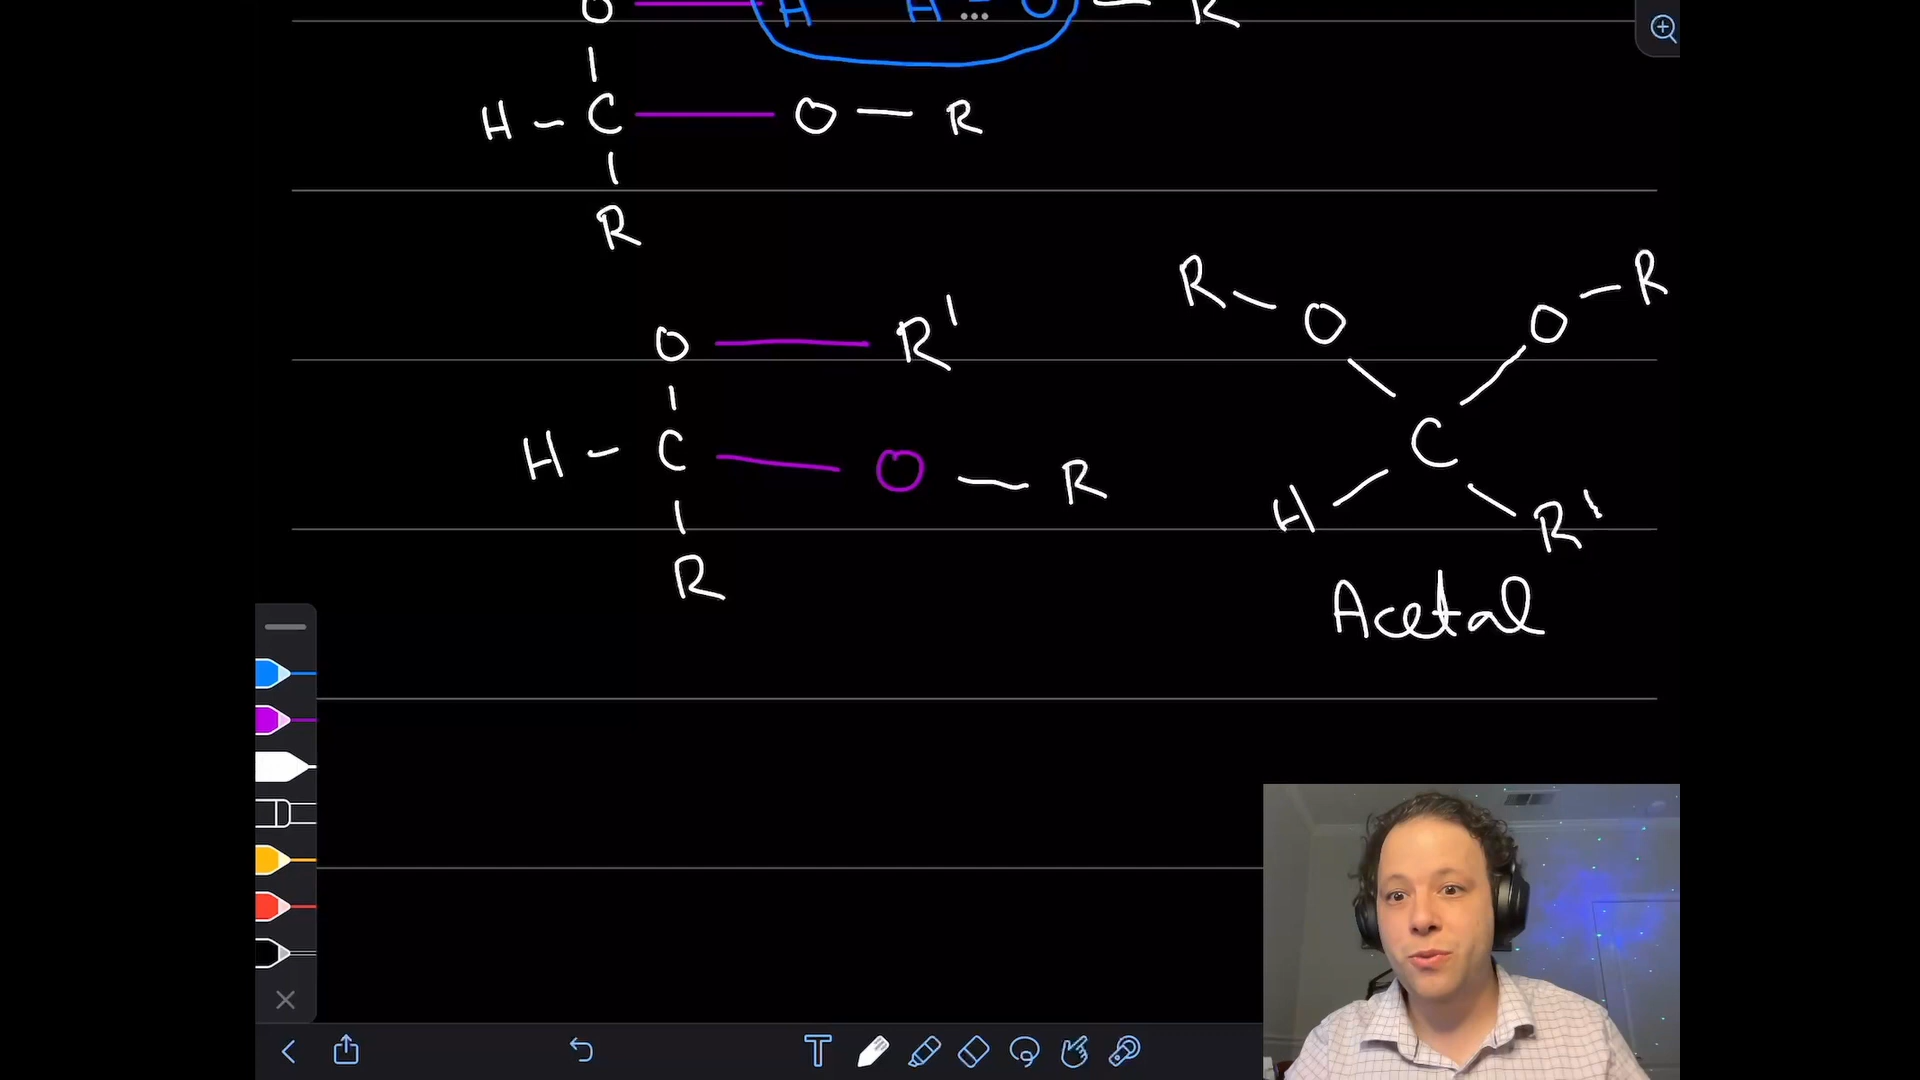 O — H H – O — R
H – C — O — R
R
R – O O – R
O — R'
H – C — O — R
C
H R'
R
Acetal
T